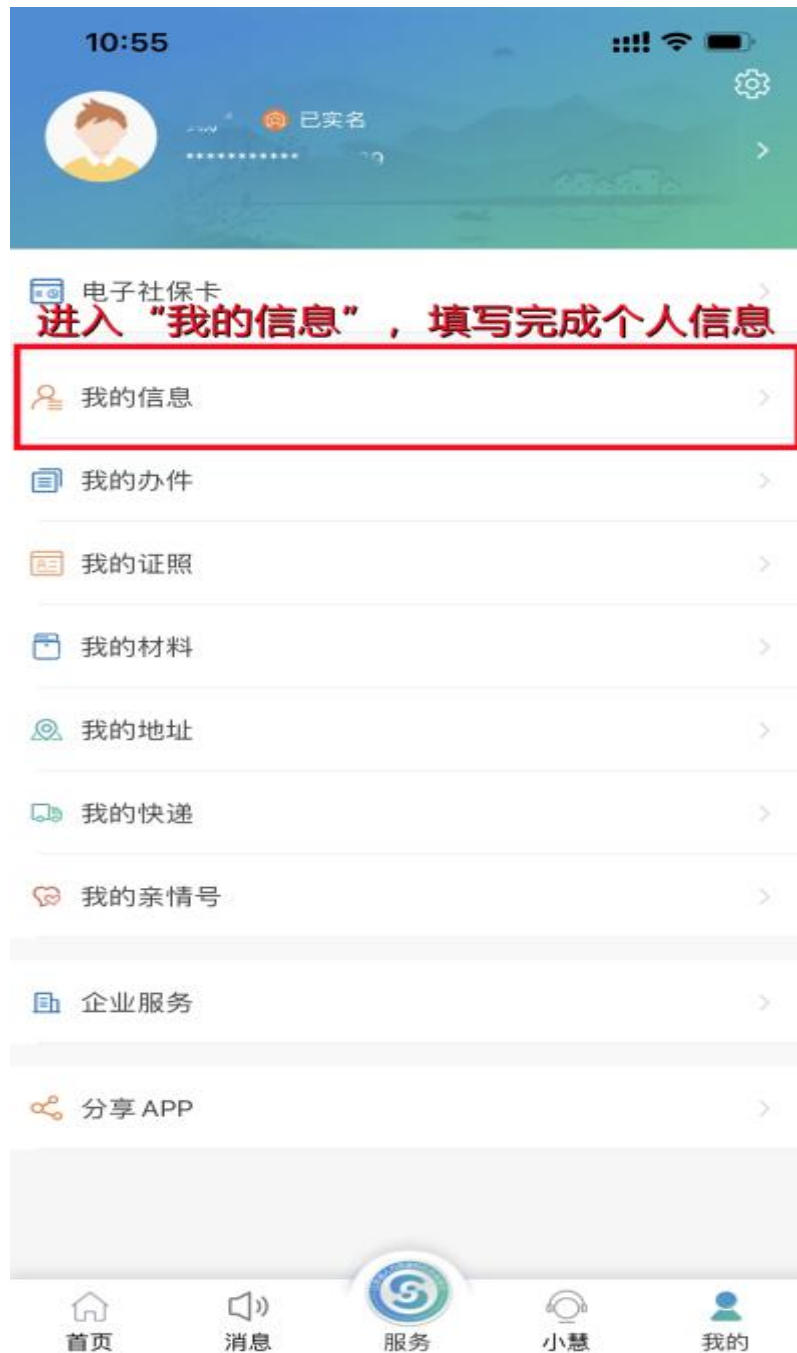 10:55
已实名
***********
电子社保卡
进入“我的信息”，填写完成个人信息
我的信息
我的办件
我的证照
我的材料
我的地址
我的快递
我的亲情号
企业服务
分享APP
首页 消息 服务 小慧 我的